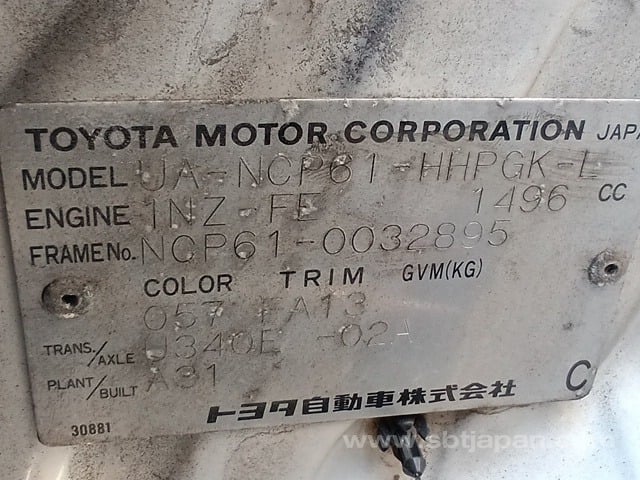 TOYOTA MOTOR CORPORATION JAPA
MODEL UA-NCP61-HHPGK-L
ENGINE 1NZ-FE 1496 CC
FRAME No. NCP61-0032895
COLOR TRIM GVM(KG)
057 FA13
TRANS./AXLE U340E -02A
PLANT/BUILT A31
トヨタ自動車株式会社 C
30881
www.sbtjapan.com